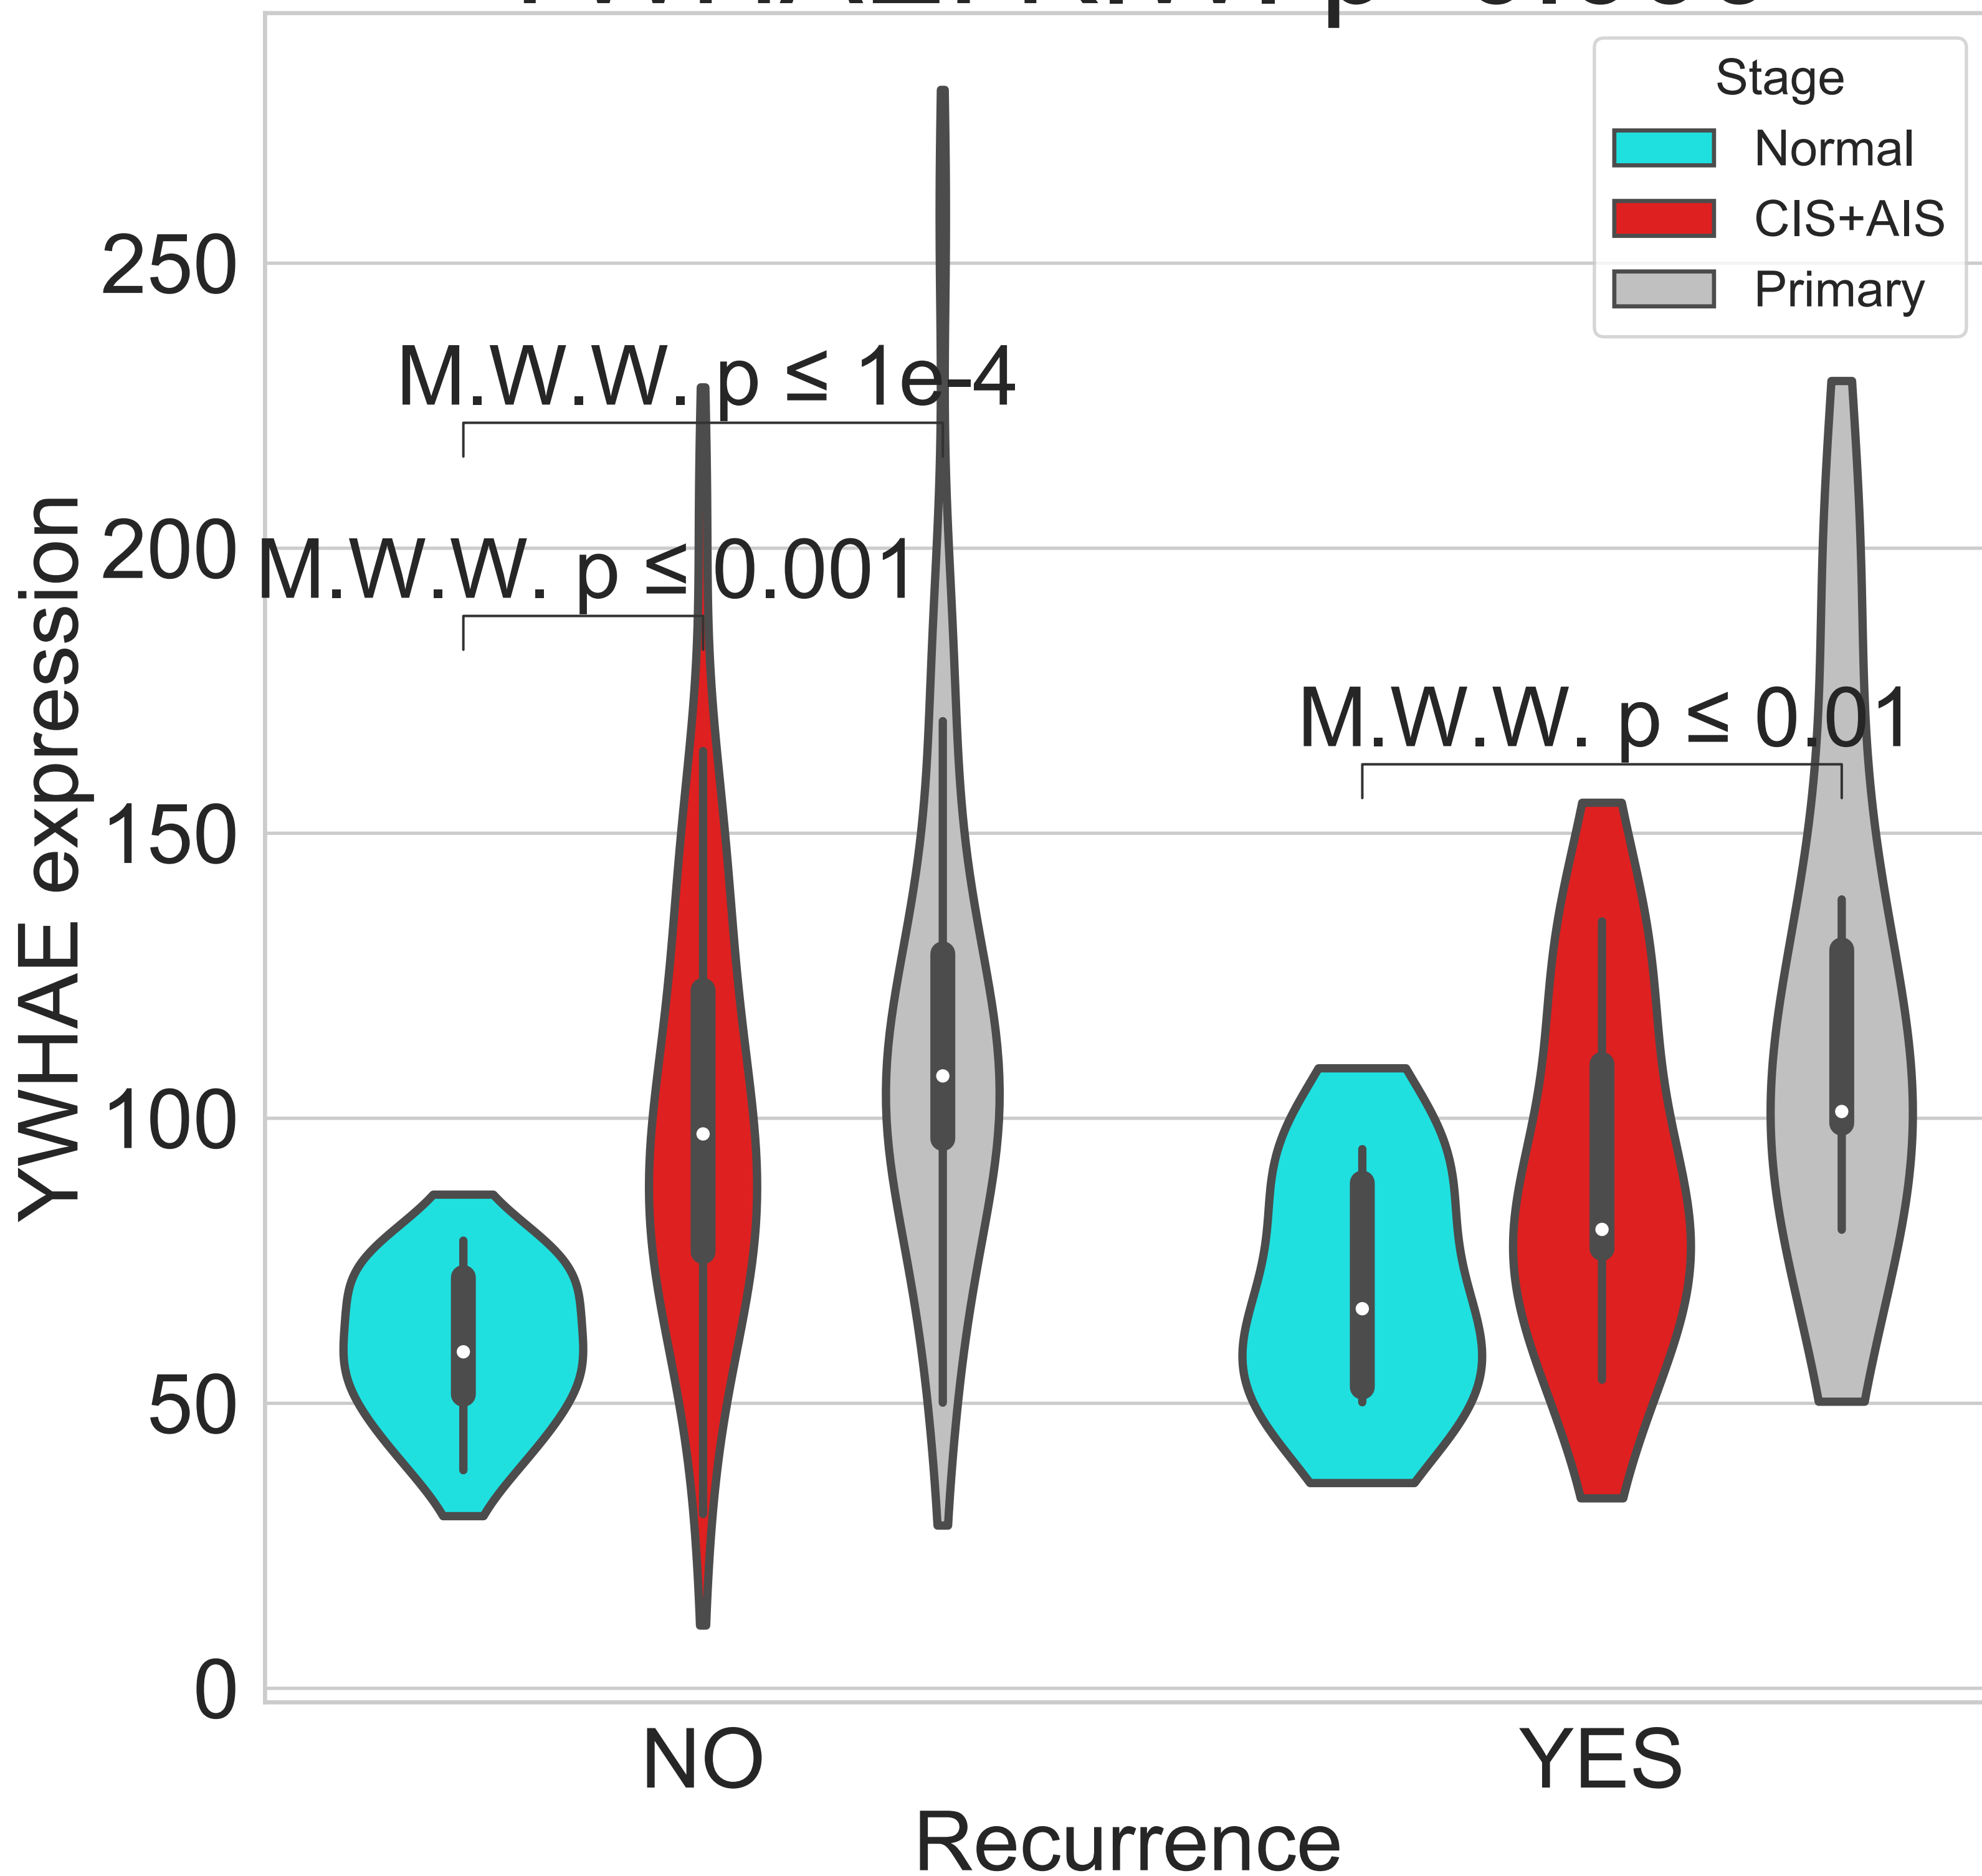 Stage
Normal
CIS+AIS
Primary
250
200
150
100
50
0
YWHAE expression
M.W.W. p ≤ 1e-4
M.W.W. p ≤ 0.001
M.W.W. p ≤ 0.01
NO
YES
Recurrence